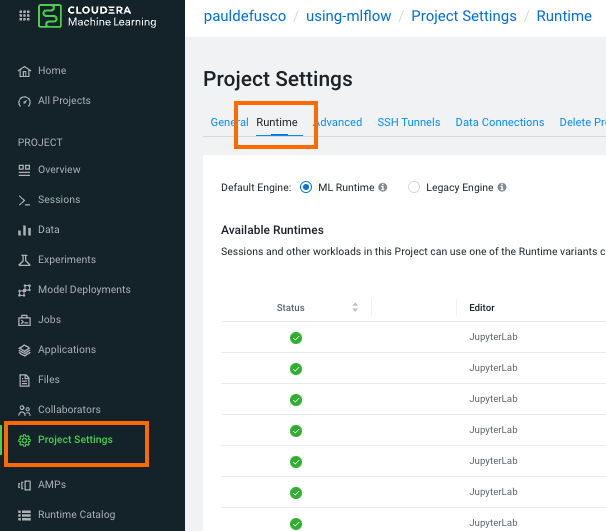 CLOUDERA
Machine Learning
Home
All Projects
PROJECT
Overview
Sessions
Data
Experiments
Model Deployments
Jobs
Applications
Files
Collaborators
Project Settings
AMPs
Runtime Catalog
pauldefusco / using-mlflow / Project Settings / Runtime
Project Settings
General Runtime Advanced SSH Tunnels Data Connections Delete Pr
Default Engine: ML Runtime Legacy Engine
Available Runtimes
Sessions and other workloads in this Project can use one of the Runtime variants c
Status Editor
JupyterLab
JupyterLab
JupyterLab
JupyterLab
JupyterLab
JupyterLab
JupyterLab